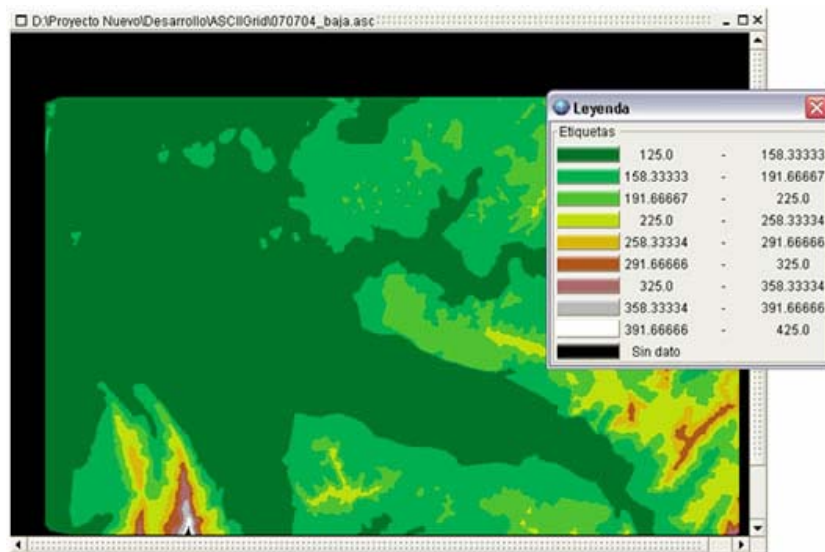 D:\Proyecto Nuevo\Desarrollo\ASCIIGrid\070704_baja.asc
Leyenda
Etiquetas
125.0 - 158.33333
158.33333 - 191.66667
191.66667 - 225.0
225.0 - 258.33334
258.33334 - 291.66666
291.66666 - 325.0
325.0 - 358.33334
358.33334 - 391.66666
391.66666 - 425.0
Sin dato